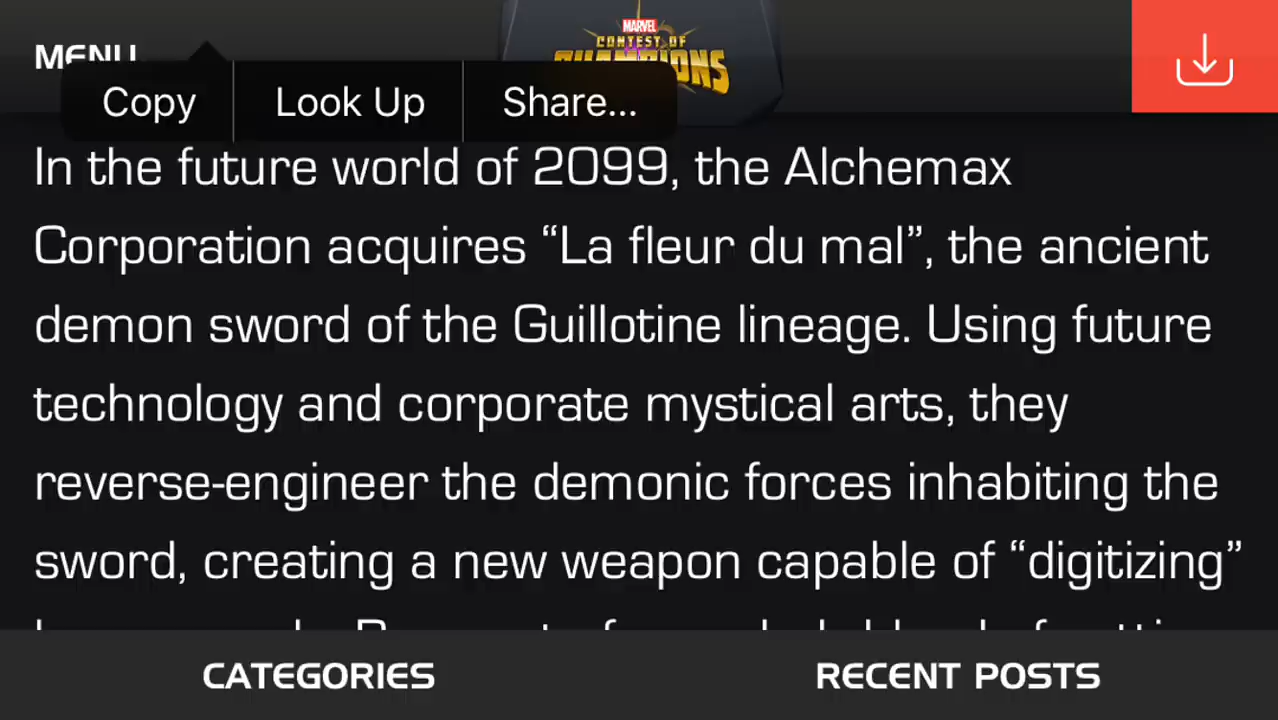 MENU
MARVEL
CONTEST OF
CHAMPIONS
Copy
Look Up
Share...
In the future world of 2099, the Alchemax
Corporation acquires “La fleur du mal”, the ancient
demon sword of the Guillotine lineage. Using future
technology and corporate mystical arts, they
reverse-engineer the demonic forces inhabiting the
sword, creating a new weapon capable of “digitizing”
CATEGORIES
RECENT POSTS